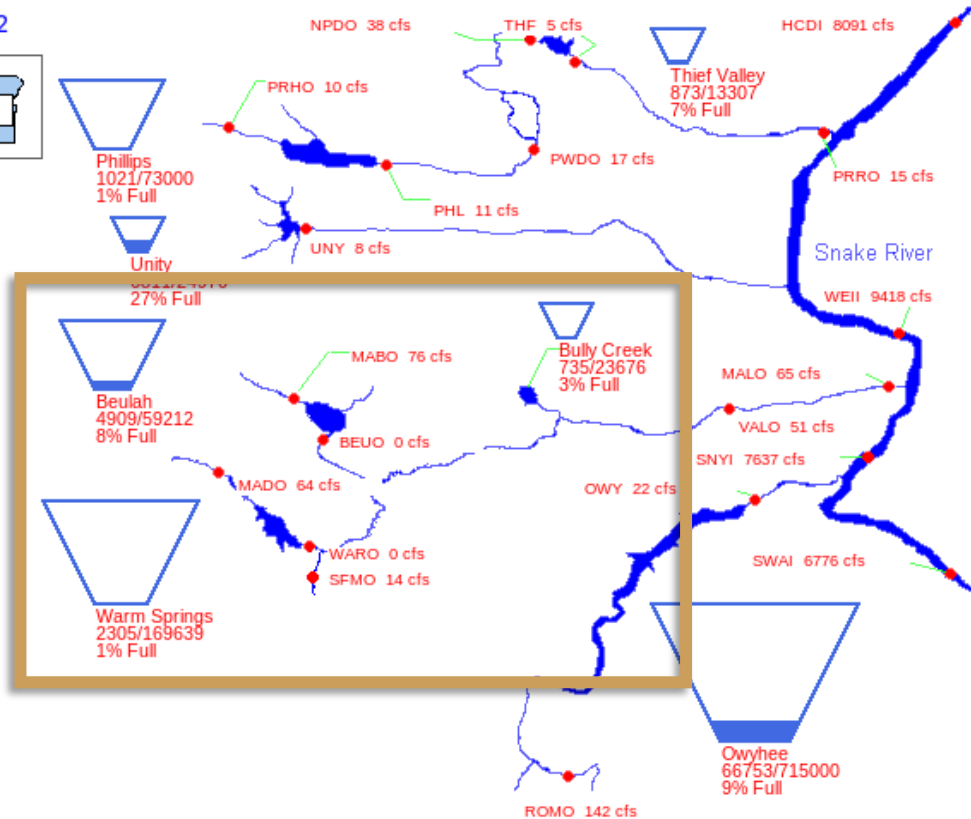 2
NPDO 38 cfs
THF 5 cfs
HCDI 8091 cfs
Thief Valley
873/13307
7% Full
PRHO 10 cfs
Phillips
1021/73000
1% Full
PWDO 17 cfs
PRRO 15 cfs
PHL 11 cfs
UNY 8 cfs
Snake River
Unity
27% Full
WEII 9418 cfs
Bully Creek
735/23676
3% Full
MABO 76 cfs
MALO 65 cfs
Beulah
4909/59212
8% Full
VALO 51 cfs
BEUO 0 cfs
SNYI 7637 cfs
MADO 64 cfs
OWY 22 cfs
WARO 0 cfs
SWAI 6776 cfs
SFMO 14 cfs
Warm Springs
2305/169639
1% Full
Owyhee
66753/715000
9% Full
ROMO 142 cfs